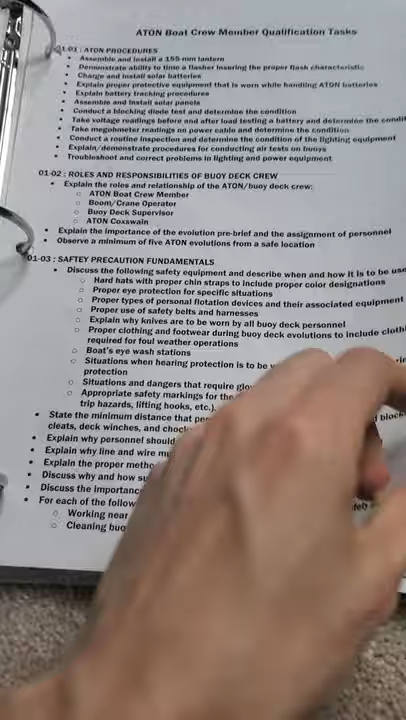 ATON Boat Crew Member Qualification Tasks
1-01 : ATON PROCEDURES
• Assemble and install a 155 mm lantern
• Demonstrate ability to time a flasher insuring the proper flash characteristic
• Charge and install solar batteries
• Explain proper protective equipment that is worn while handling ATON batteries
• Explain battery tracking procedures
• Assemble and install solar panels
• Conduct a blocking diode test and determine the condition
• Take voltage readings before and after load testing a battery and determine the condit
• Take megohmeter readings on power cable and determine the condition
• Conduct a routine inspection and determine the condition of the lighting equipment
• Explain/demonstrate procedures for conducting air tests on buoys
• Troubleshoot and correct problems in lighting and power equipment
01-02 : ROLES AND RESPONSIBILITIES OF BUOY DECK CREW
• Explain the roles and relationship of the ATON/buoy deck crew:
○ ATON Boat Crew Member
○ Boom/Crane Operator
○ Buoy Deck Supervisor
○ ATON Coxswain
• Explain the importance of the evolution pre-brief and the assignment of personnel
• Observe a minimum of five ATON evolutions from a safe location
01-03 : SAFTEY PRECAUTION FUNDAMENTALS
• Discuss the following safety equipment and describe when and how it is to be use
○ Hard hats with proper chin straps to include proper color designations
○ Proper eye protection for specific situations
○ Proper types of personal flotation devices and their associated equipment
○ Proper use of safety belts and harnesses
○ Explain why knives are to be worn by all buoy deck personnel
○ Proper clothing and footwear during buoy deck evolutions to include clothi
required for foul weather operations
○ Boat's eye wash stations
○ Situations when hearing protection is to be
protection
○ Situations and dangers that require glo
○ Appropriate safety markings for the
trip hazards, lifting hooks, etc.).
• State the minimum distance that pe block
cleats, deck winches, and choc
• Explain why personnel should
• Explain why line and wire m
• Explain the proper metho
• Discuss why and how su
• Discuss the importanc
• For each of the follow
○ Working near
○ Cleaning buo